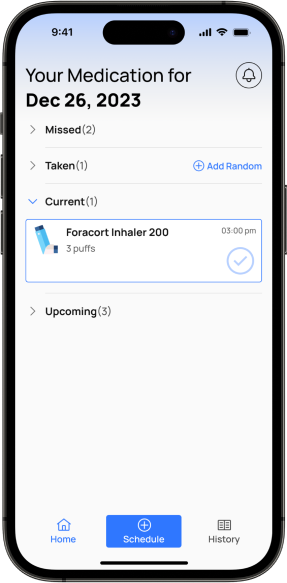 9:41
Your Medication for
Dec 26, 2023
Missed(2)
Taken(1)
Add Random
Current(1)
Foracort Inhaler 200
03:00 pm
3 puffs
Upcoming(3)
Home
Schedule
History